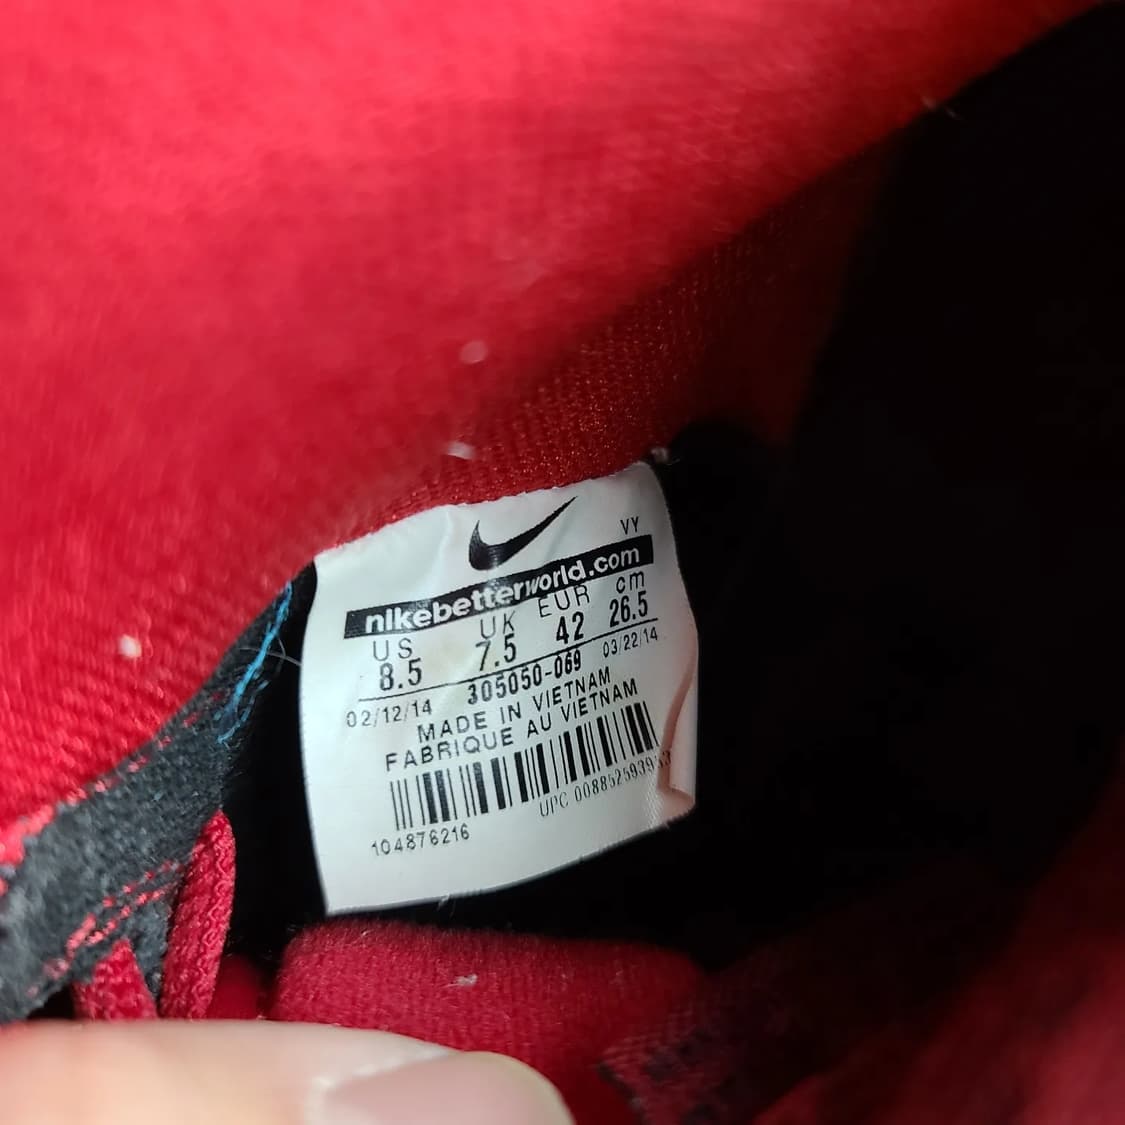 VY
nikebetterworld.com
US UK EUR cm
8.5 7.5 42 26.5
02/12/14 305050-069 03/22/14
MADE IN VIETNAM
FABRIQUE AU VIETNAM
104876216 UPC